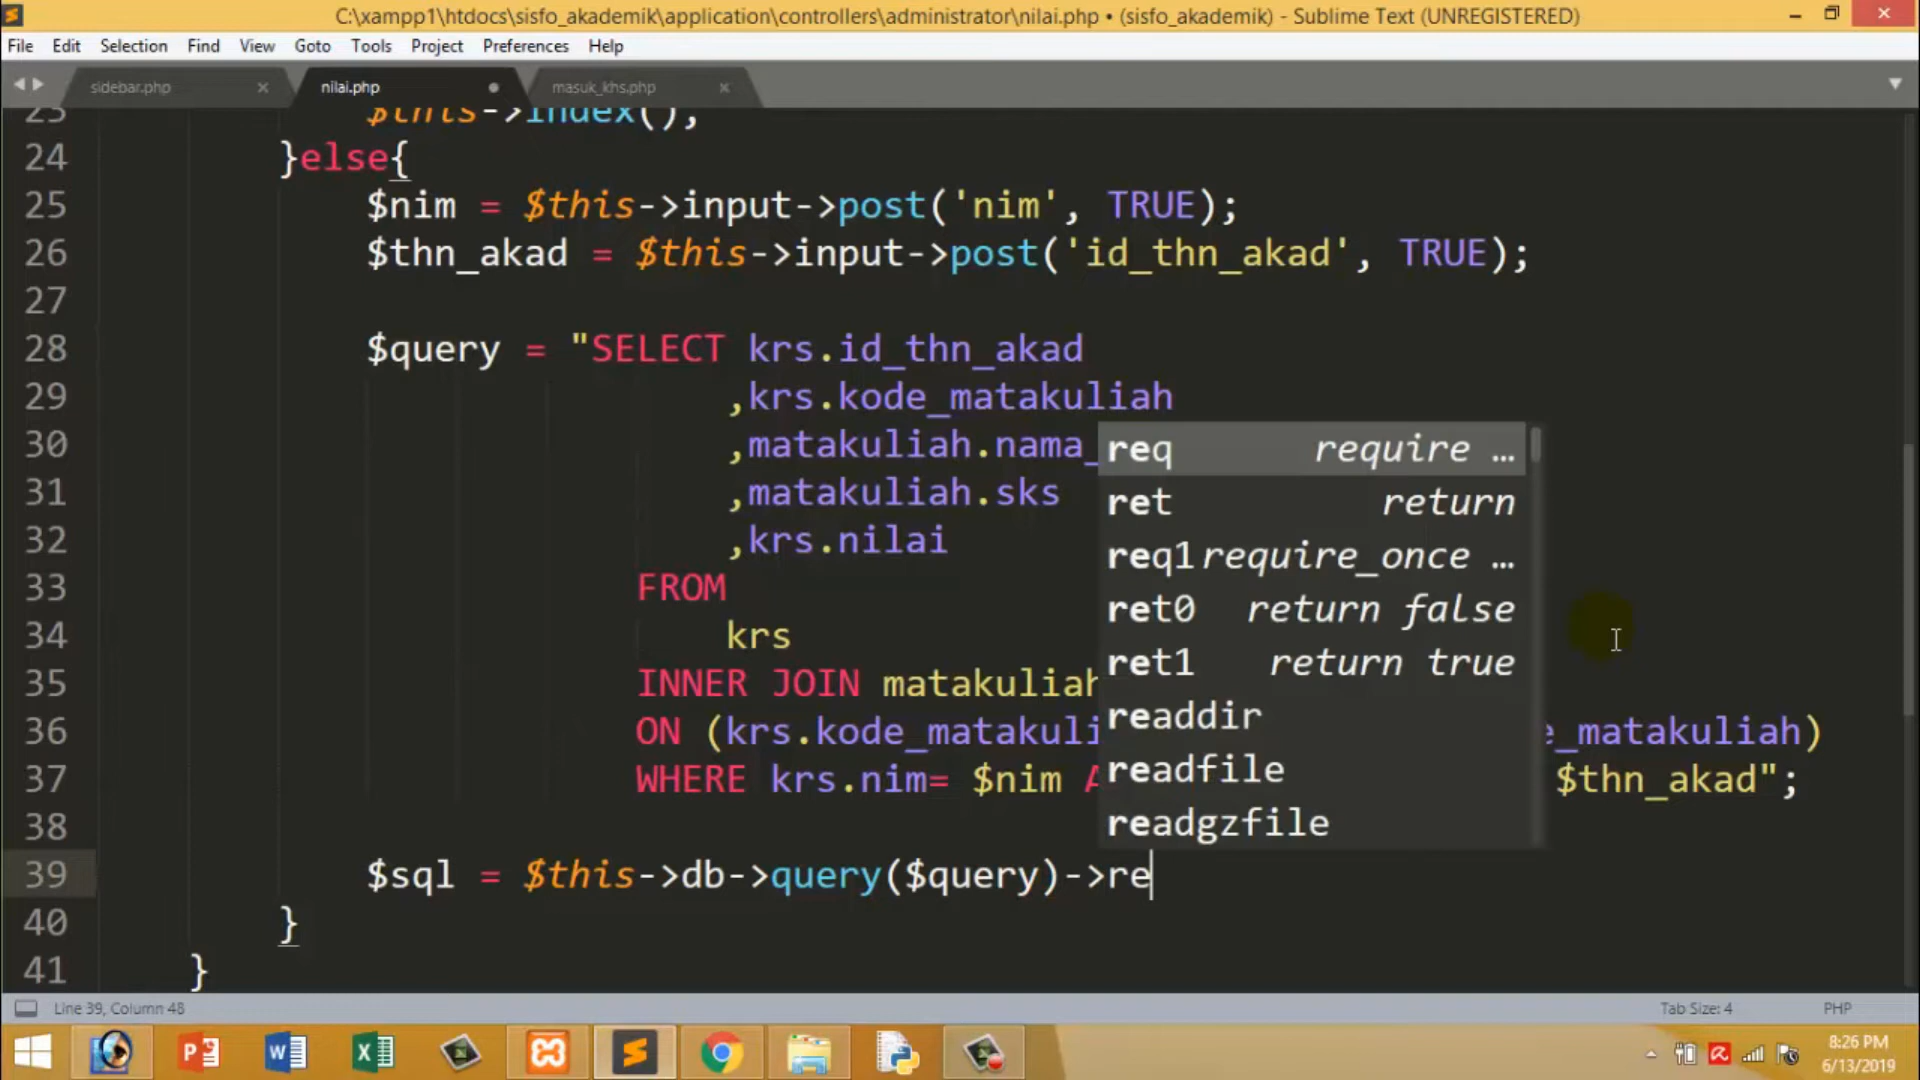 C:\xampp1\htdocs\sisfo_akademik\application\controllers\administrator\nilai.php • (sisfo_akademik) - Sublime Text (UNREGISTERED)
File Edit Selection Find View Goto Tools Project Preferences Help
sidebar.php nilai.php masuk_khs.php
23 $this->index();
24 }else{
25 $nim = $this->input->post('nim', TRUE);
26 $thn_akad = $this->input->post('id_thn_akad', TRUE);
27
28 $query = "SELECT krs.id_thn_akad
29 ,krs.kode_matakuliah
30 ,matakuliah.nama_
31 ,matakuliah.sks
32 ,krs.nilai
33 FROM
34 krs
35 INNER JOIN matakuliah
36 ON (krs.kode_matakuli e_matakuliah)
37 WHERE krs.nim= $nim A $thn_akad";
38
39 $sql = $this->db->query($query)->re
40 }
41 }
req require …
ret return
req1 require_once …
ret0 return false
ret1 return true
readdir
readfile
readgzfile
Line 39, Column 48 Tab Size: 4 PHP
8:26 PM
6/13/2019